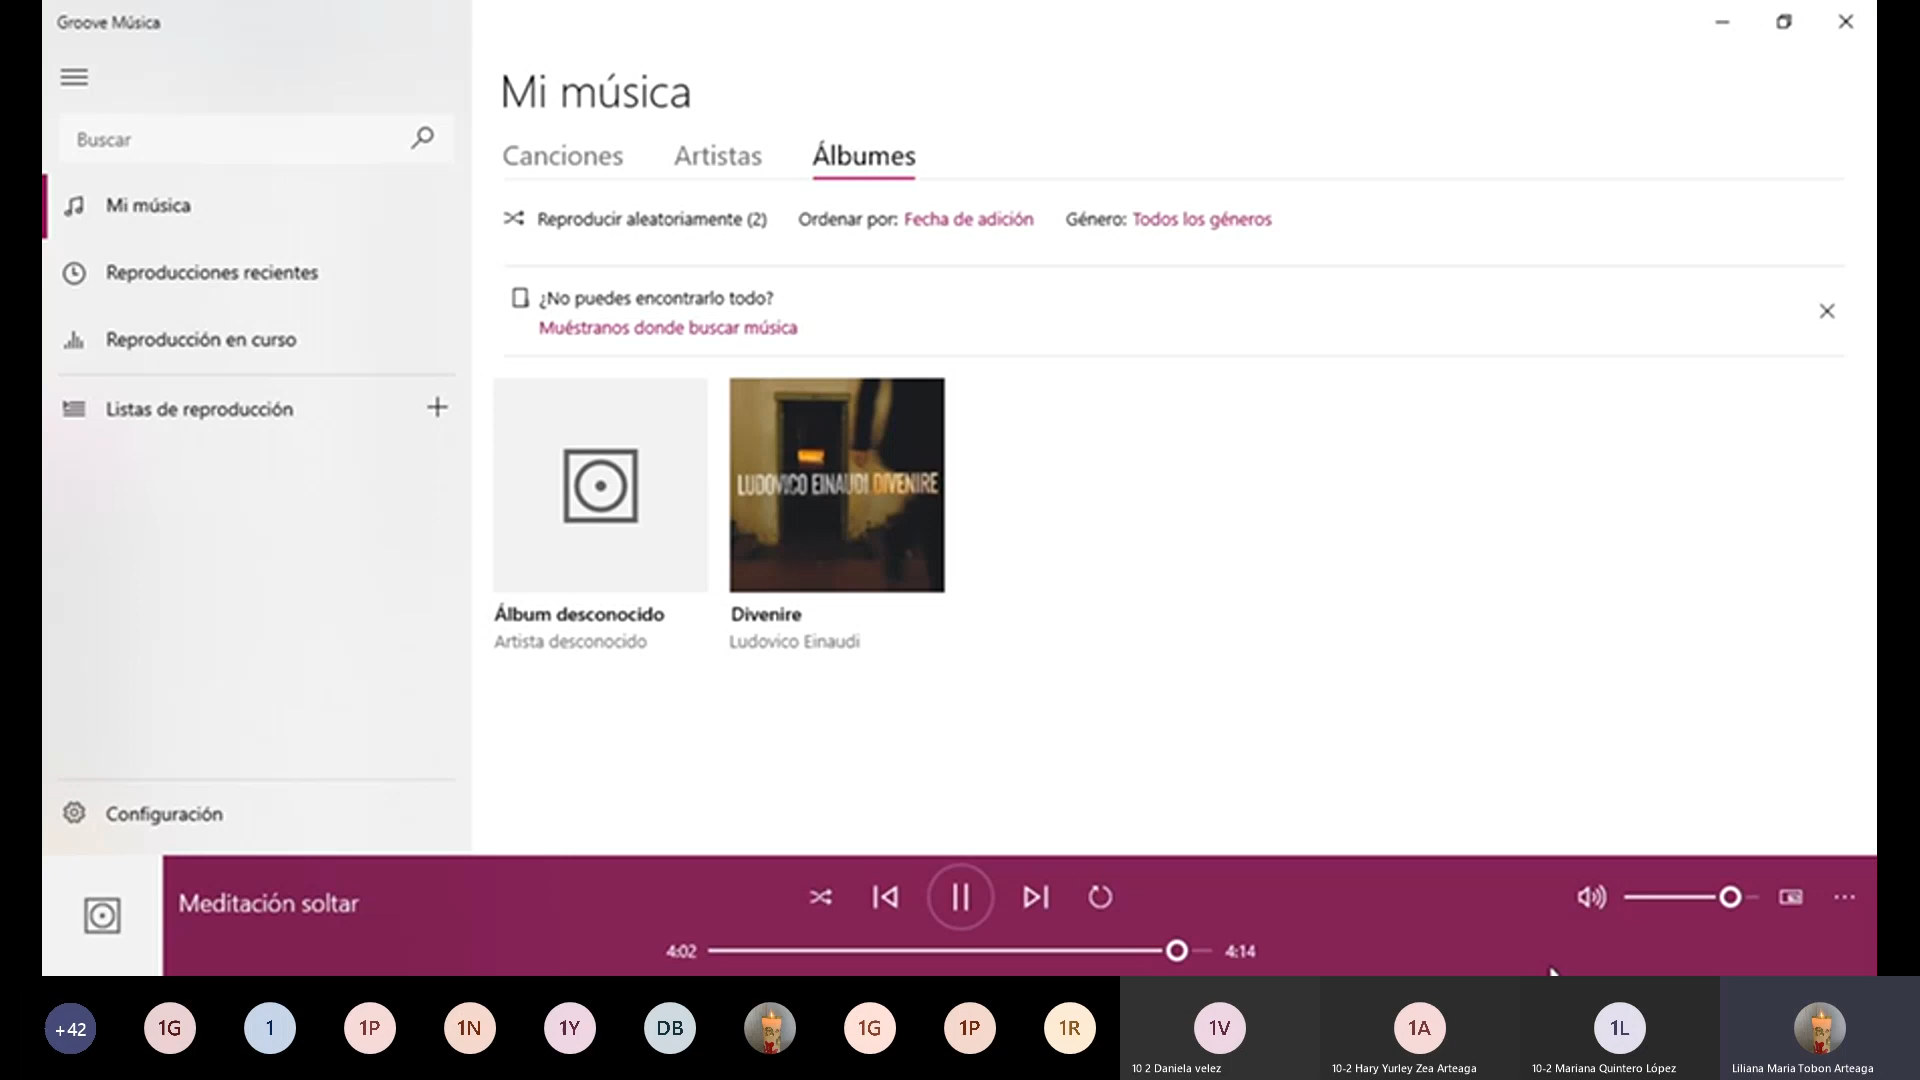 Groove Música
Buscar
Mi música
Reproducciones recientes
Reproducción en curso
Listas de reproducción
Configuración
Mi música
Canciones Artistas Álbumes
Reproducir aleatoriamente (2) Ordenar por: Fecha de adición Género: Todos los géneros
¿No puedes encontrarlo todo?
Muéstranos donde buscar música
LUDOVICO EINAUDI DIVENIRE
Álbum desconocido
Artista desconocido
Divenire
Ludovico Einaudi
Meditación soltar
4:02 4:14
+42 1G 1 1P 1N 1Y DB 1G 1P 1R 1V 1A 1L
10 2 Daniela velez 10-2 Hary Yurley Zea Arteaga 10-2 Mariana Quintero López Liliana Maria Tobon Arteaga